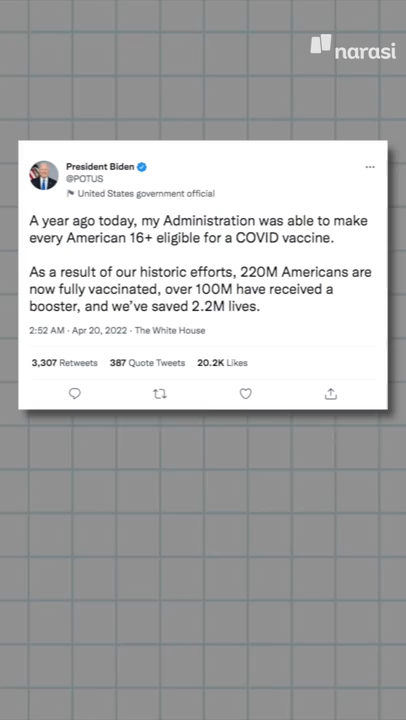 narasi
President Biden
@POTUS
United States government official
A year ago today, my Administration was able to make
every American 16+ eligible for a COVID vaccine.
As a result of our historic efforts, 220M Americans are
now fully vaccinated, over 100M have received a
booster, and we've saved 2.2M lives.
2:52 AM · Apr 20, 2022 · The White House
3,307 Retweets 387 Quote Tweets 20.2K Likes